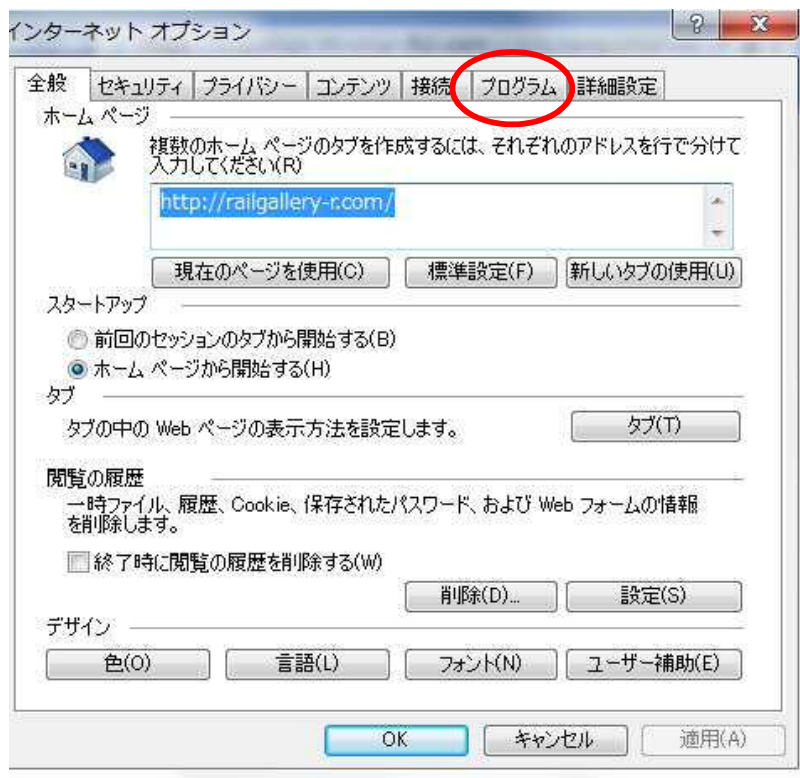 インターネット オプション
全般 セキュリティ プライバシー コンテンツ 接続 プログラム 詳細設定
ホーム ページ
複数のホーム ページのタブを作成するには、それぞれのアドレスを行で分けて
入力してください(R)
http://railgallery-r.com/
現在のページを使用(C) 標準設定(F) 新しいタブの使用(U)
スタートアップ
前回のセッションのタブから開始する(B)
ホーム ページから開始する(H)
タブ
タブの中の Web ページの表示方法を設定します。 タブ(T)
閲覧の履歴
一時ファイル、履歴、Cookie、保存されたパスワード、および Web フォームの情報
を削除します。
終了時に閲覧の履歴を削除する(W)
削除(D)... 設定(S)
デザイン
色(O) 言語(L) フォント(N) ユーザー補助(E)
OK キャンセル 適用(A)